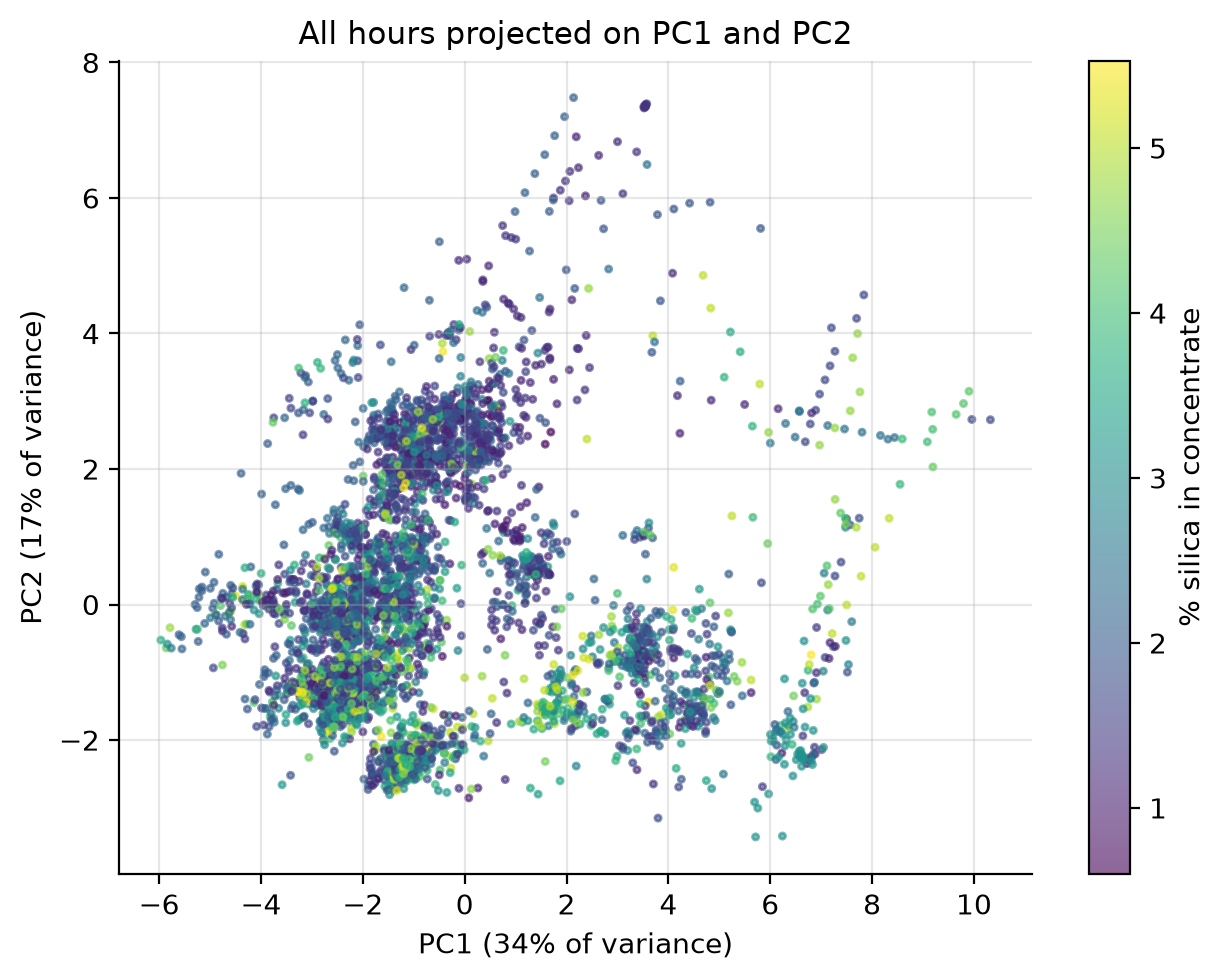 All hours projected on PC1 and PC2
PC2 (17% of variance)
8
6
4
2
0
−2
−6 −4 −2 0 2 4 6 8 10
PC1 (34% of variance)
5
4
3
2
1
% silica in concentrate